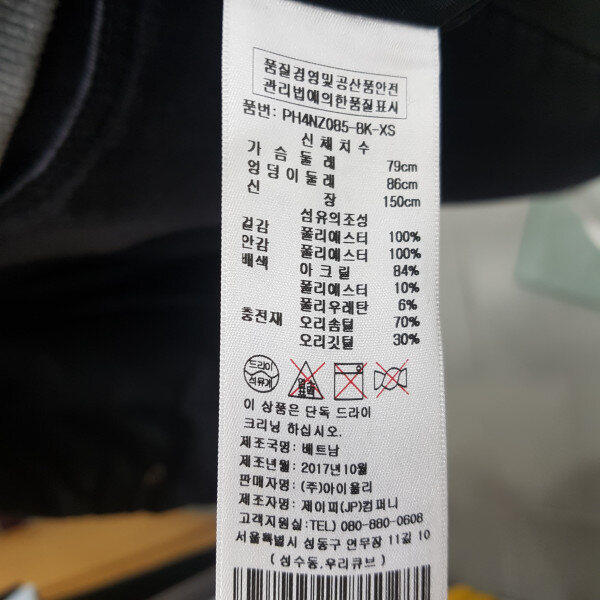 품질경영및공산품안전
관리법에의한품질표시
품번: PH4NZ085-BK-XS
신체치수
가슴둘레 79cm
엉덩이둘레 86cm
신장 150cm
섬유의조성
겉감 폴리에스터 100%
안감 폴리에스터 100%
배색 아크릴 84%
폴리에스터 10%
폴리우레탄 6%
충전재 오리솜털 70%
오리깃털 30%
드라이
석유계
염소
표백
이 상품은 단독 드라이
크리닝 하십시오.
제조국명: 베트남
제조년월: 2017년10월
판매자명: (주)아이올리
제조자명: 제이피(JP)컴퍼니
고객지원실: TEL) 080-880-0608
서울특별시 성동구 연무장 11길 10
(성수동,우리큐브)